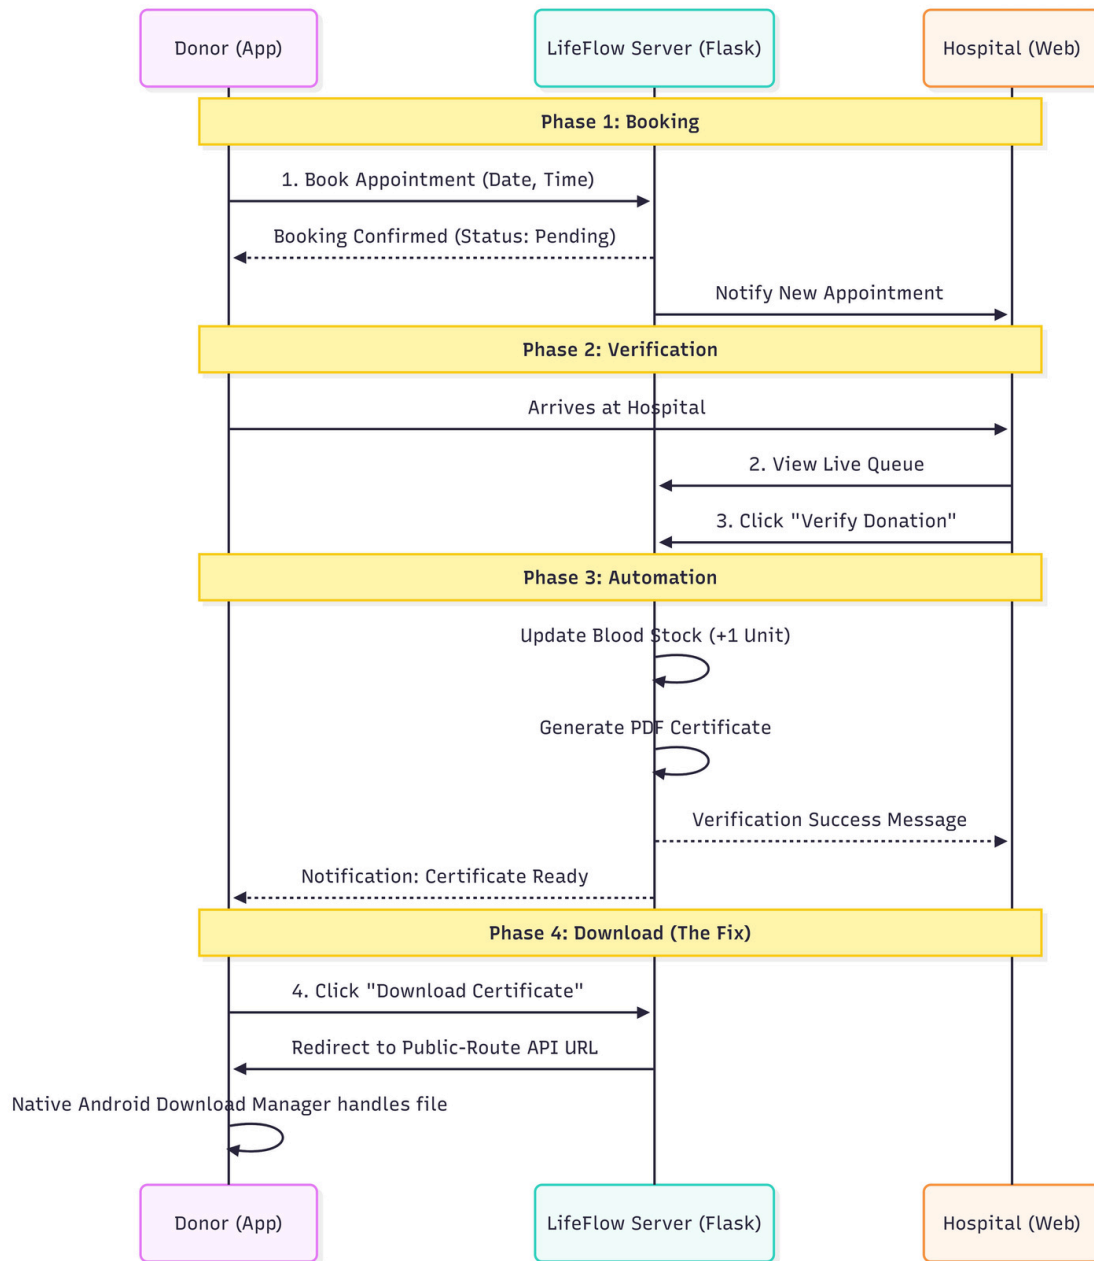 Donor (App)
LifeFlow Server (Flask)
Hospital (Web)
Phase 1: Booking
1. Book Appointment (Date, Time)
Booking Confirmed (Status: Pending)
Notify New Appointment
Phase 2: Verification
Arrives at Hospital
2. View Live Queue
3. Click "Verify Donation"
Phase 3: Automation
Update Blood Stock (+1 Unit)
Generate PDF Certificate
Verification Success Message
Notification: Certificate Ready
Phase 4: Download (The Fix)
4. Click "Download Certificate"
Redirect to Public-Route API URL
Native Android Download Manager handles file
Donor (App)
LifeFlow Server (Flask)
Hospital (Web)